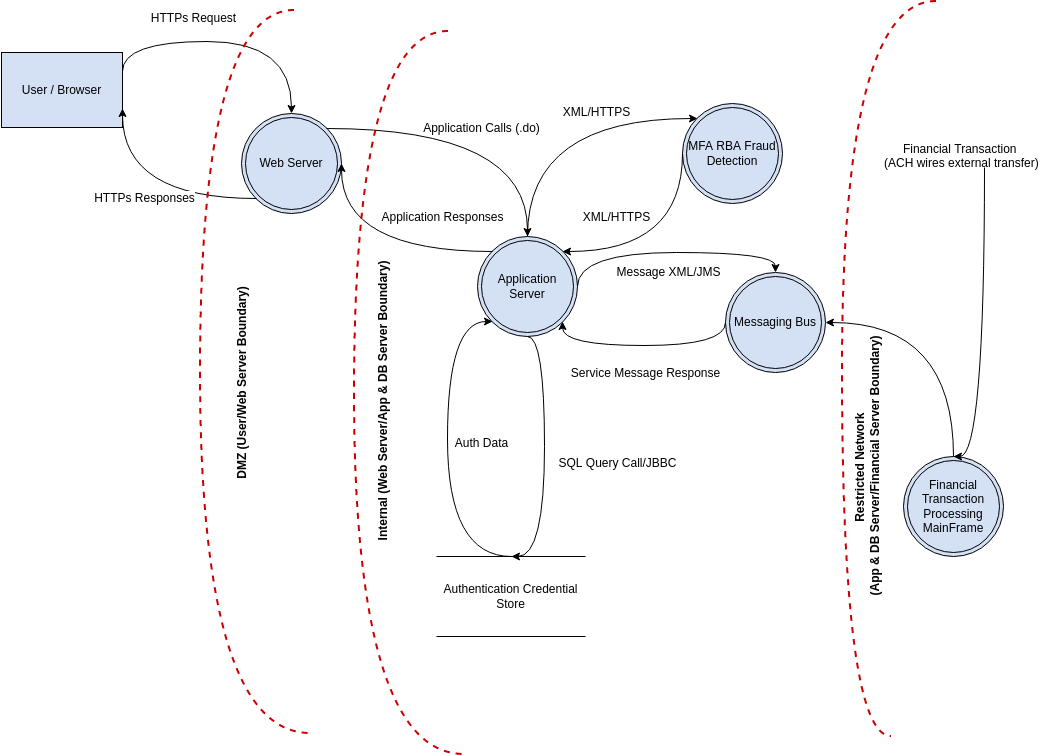 HTTPs Request
User / Browser
HTTPs Responses
Web Server
Application Calls (.do)
Application Responses
XML/HTTPS
MFA RBA Fraud
Detection
XML/HTTPS
Financial Transaction
(ACH wires external transfer)
Application
Server
Message XML/JMS
Messaging Bus
Service Message Response
DMZ (User/Web Server Boundary)
Internal (Web Server/App & DB Server Boundary)
Restricted Network
(App & DB Server/Financial Server Boundary)
Auth Data
SQL Query Call/JBBC
Financial
Transaction
Processing
MainFrame
Authentication Credential
Store